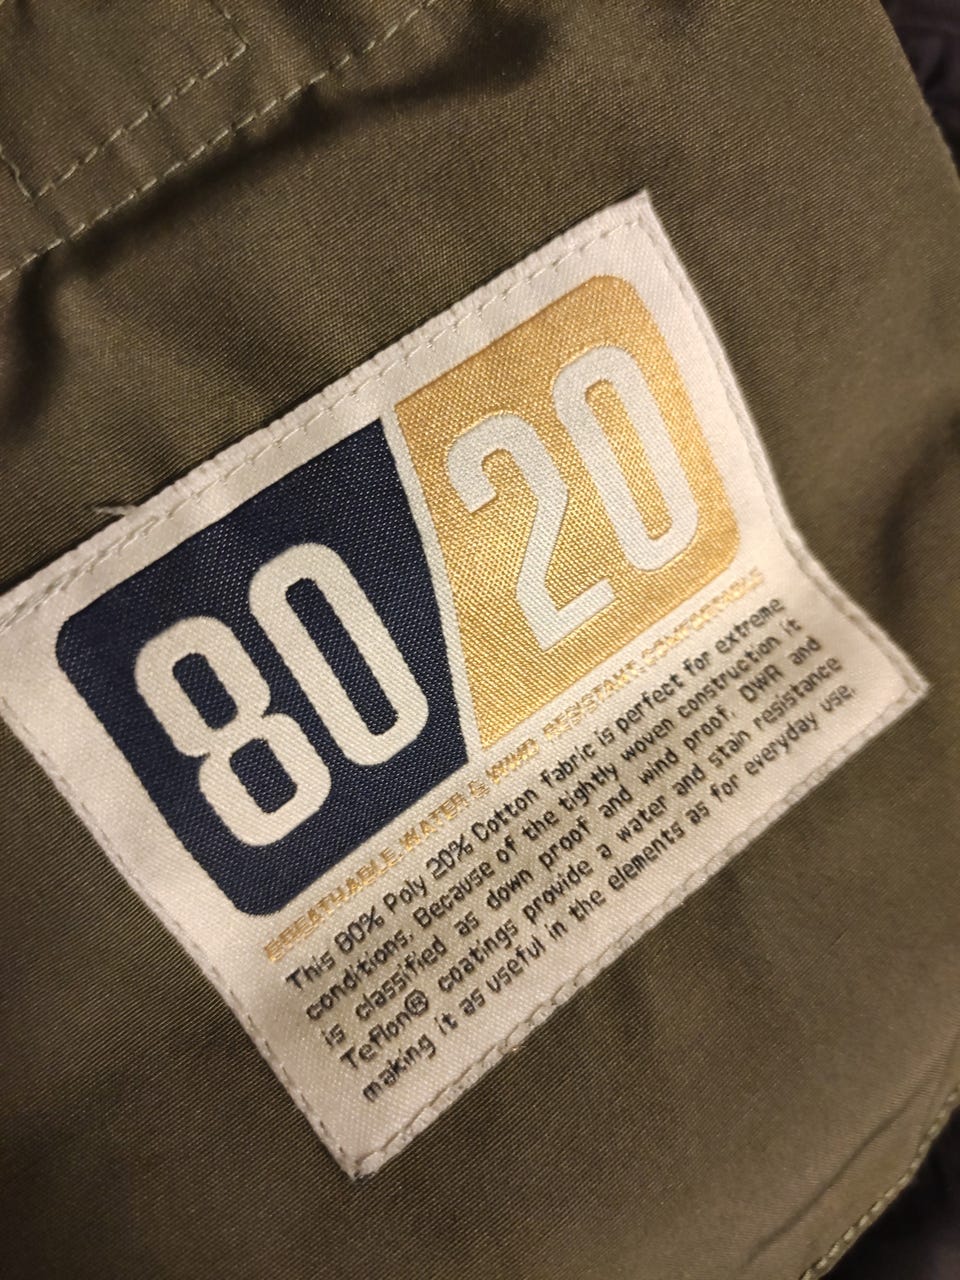 80 20
BREATHABLE, WATER & WIND RESISTANT, COMFORTABLE
This 80% Poly 20% Cotton fabric is perfect for extreme
conditions. Because of the tightly woven construction it
is classified as down proof and wind proof. DWR and
Teflon® coatings provide a water and stain resistance
making it as useful in the elements as for everyday use.